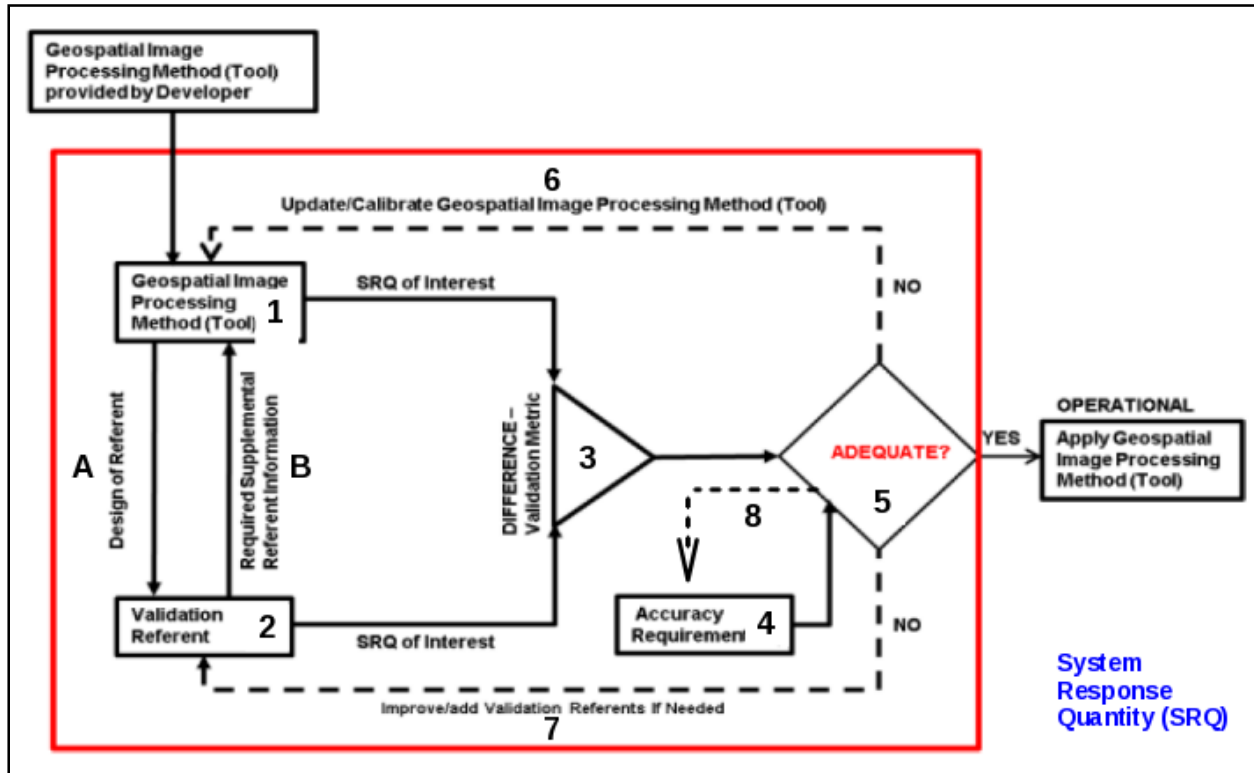 Geospatial Image
Processing Method (Tool)
provided by Developer
6
Update/Calibrate Geospatial Image Processing Method (Tool)
Geospatial Image
Processing
Method (Tool)
1
SRQ of Interest
NO
A
Design of Referent
Required Supplemental
Referent Information
B
DIFFERENCE –
Validation Metric
3
ADEQUATE?
5
YES
OPERATIONAL
Apply Geospatial
Image Processing
Method (Tool)
8
Validation
Referent
2
SRQ of Interest
Accuracy
Requirement
4
NO
Improve/add Validation Referents If Needed
7
System
Response
Quantity (SRQ)